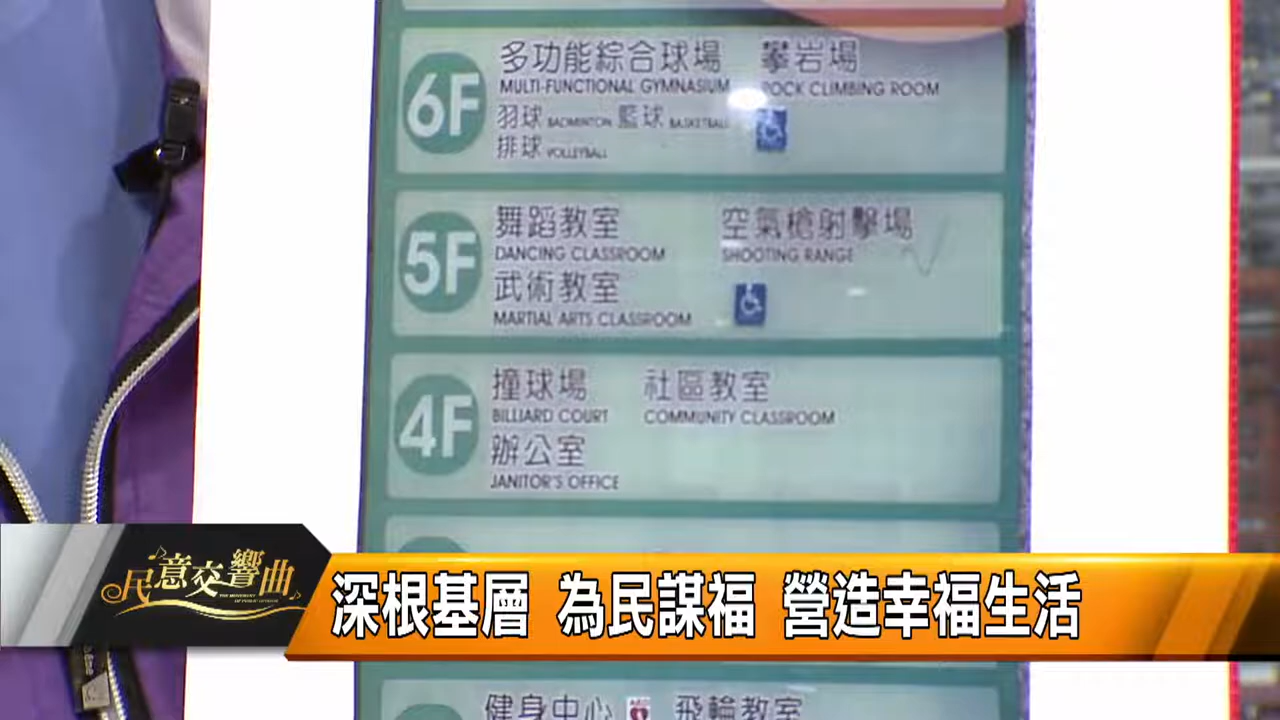 6F
多功能綜合球場 攀岩場
MULTI-FUNCTIONAL GYMNASIUM ROCK CLIMBING ROOM
羽球 BADMINTON 籃球 BASKETBALL
排球 VOLLEYBALL
5F
舞蹈教室 空氣槍射擊場
DANCING CLASSROOM SHOOTING RANGE
武術教室
MARTIAL ARTS CLASSROOM
4F
撞球場 社區教室
BILLIARD COURT COMMUNITY CLASSROOM
辦公室
JANITOR'S OFFICE
民意交響曲
深根基層 為民謀福 營造幸福生活
健身中心 飛輪教室